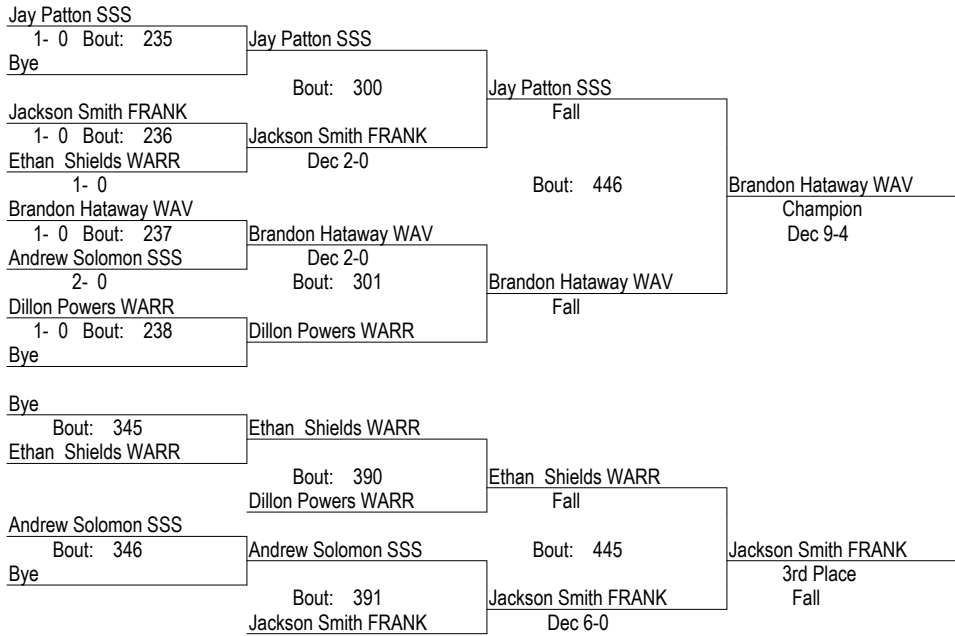 Jay Patton SSS
1- 0 Bout: 235 Jay Patton SSS
Bye
Bout: 300 Jay Patton SSS
Jackson Smith FRANK Fall
1- 0 Bout: 236 Jackson Smith FRANK
Ethan Shields WARR Dec 2-0
1- 0 Bout: 446 Brandon Hataway WAV
Brandon Hataway WAV Champion
1- 0 Bout: 237 Brandon Hataway WAV Dec 9-4
Andrew Solomon SSS Dec 2-0
2- 0 Bout: 301 Brandon Hataway WAV
Dillon Powers WARR Fall
1- 0 Bout: 238 Dillon Powers WARR
Bye
Bye
Bout: 345 Ethan Shields WARR
Ethan Shields WARR
Bout: 390 Ethan Shields WARR
Dillon Powers WARR Fall
Andrew Solomon SSS
Bout: 346 Andrew Solomon SSS Bout: 445 Jackson Smith FRANK
Bye 3rd Place
Bout: 391 Jackson Smith FRANK Fall
Jackson Smith FRANK Dec 6-0